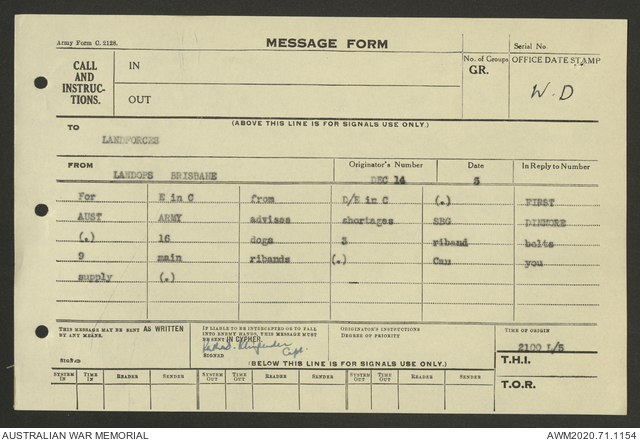 Army Form C. 2128.
MESSAGE FORM
Serial No
CALL AND INSTRUC- TIONS.
IN
OUT
No. of Groups GR.
OFFICE DATE STAMP
W.D
(ABOVE THIS LINE IS FOR SIGNALS USE ONLY.)
TO
LANDFORCES
FROM
LANDOPS BRISBANE
Originator's Number
DEC 14
Date
5
In Reply to Number
For E in C from D/E in C (.) FIRST
AUST ARMY advises shortages SBG DINMORE
(.) 16 dogs 3 riband bolts
9 main ribands (.) Can you
supply (.)
THIS MESSAGE MAY BE SENT AS WRITTEN BY ANY MEANS.
SIGNED
IF LIABLE TO BE INTERCEPTED OR TO FALL INTO ENEMY HANDS, THIS MESSAGE MUST BE SENT IN CYPHER.
SIGNED
Capt.
ORIGINATOR'S INSTRUCTIONS
DEGREE OF PRIORITY
TIME OF ORIGIN
2100 I/5
T.H.I.
T.O.R.
(BELOW THIS LINE IS FOR SIGNALS USE ONLY.)
SYSTEM IN TIME IN READER SENDER SYSTEM OUT TIME OUT READER SENDER SYSTEM OUT TIME OUT READER SENDER
AUSTRALIAN WAR MEMORIAL
AWM2020.71.1154